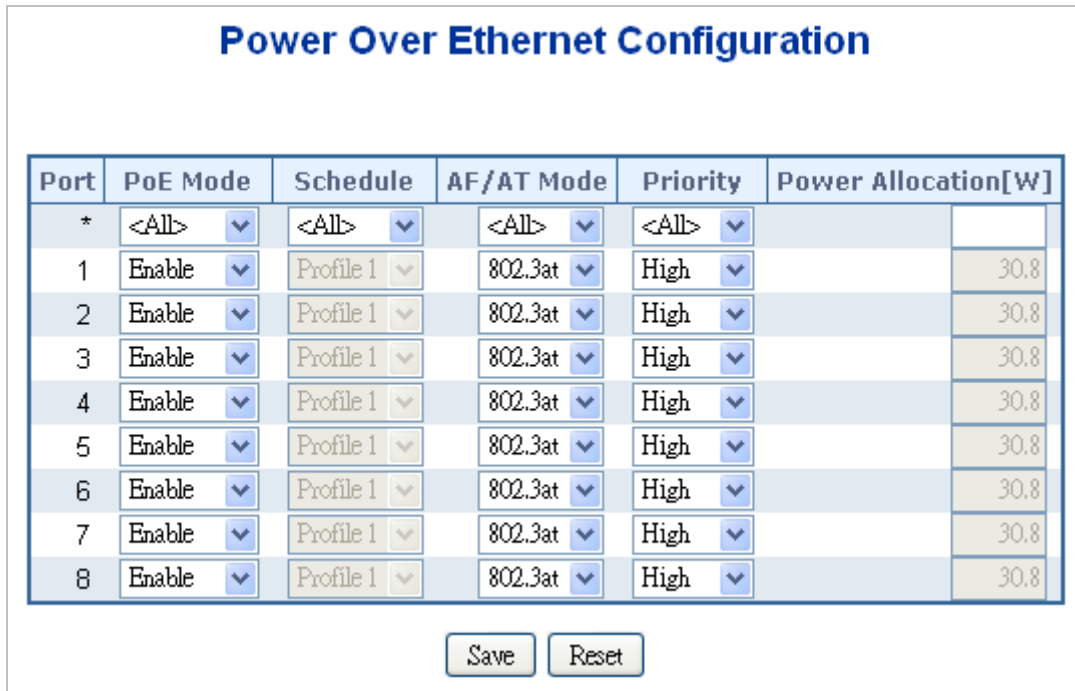 Power Over Ethernet Configuration
Port PoE Mode Schedule AF/AT Mode Priority Power Allocation[W]
* <All> <All> <All> <All>
1 Enable Profile 1 802.3at High 30.8
2 Enable Profile 1 802.3at High 30.8
3 Enable Profile 1 802.3at High 30.8
4 Enable Profile 1 802.3at High 30.8
5 Enable Profile 1 802.3at High 30.8
6 Enable Profile 1 802.3at High 30.8
7 Enable Profile 1 802.3at High 30.8
8 Enable Profile 1 802.3at High 30.8
Save Reset